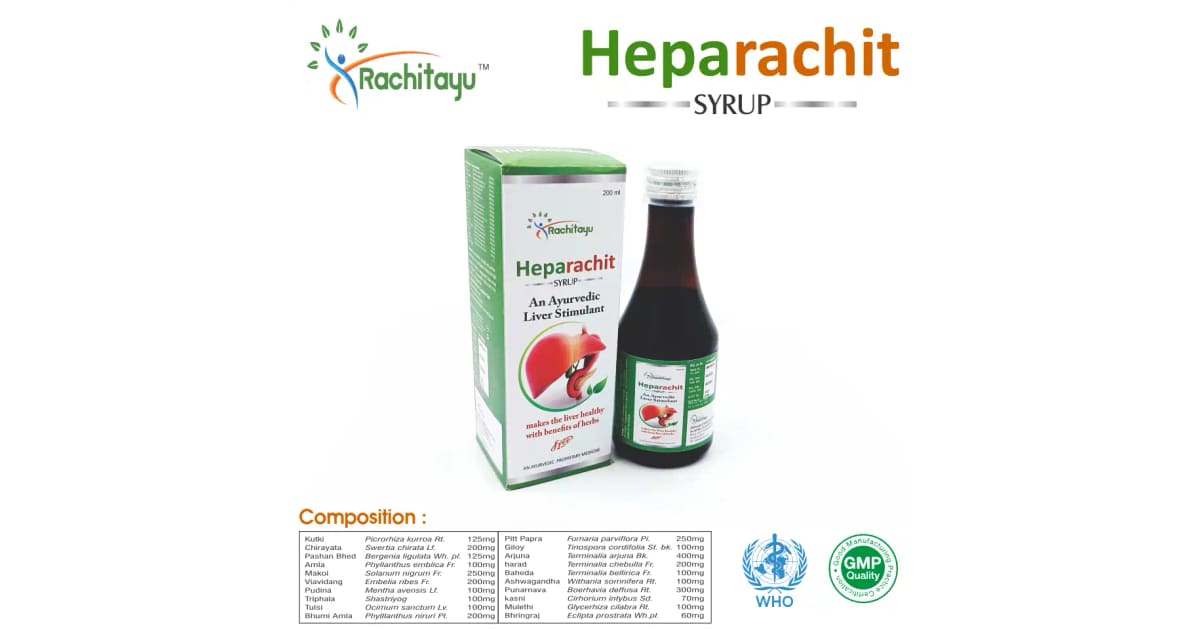 Rachitayu™
Heparachit
SYRUP
200 ml
Rachitayu
Heparachit
SYRUP
An Ayurvedic
Liver Stimulant
makes the liver healthy
with benefits of herbs
AN AYURVEDIC PROPRIETARY MEDICINE
Heparachit
SYRUP
An Ayurvedic
Liver Stimulant
Composition :
Kutki Picrorhiza kurroa Rt. 125mg
Chirayata Swertia chirata Lf. 200mg
Pashan Bhed Bergenia ligulata Wh. pl. 125mg
Amla Phyllanthus emblica Fr. 100mg
Makoi Solanum nigrum Fr. 250mg
Viavidang Embelia ribes Fr. 200mg
Pudina Mentha avensis Lf. 100mg
Triphala Shastriyog 100mg
Tulsi Ocimum sanctum Lv. 100mg
Bhumi Amla Phyllanthus niruri Pl. 200mg
Pitt Papra Fumaria parviflora Pl. 250mg
Giloy Tinospora cordifolia St. bk. 100mg
Arjuna Terminalia arjuna Bk. 400mg
harad Terminalia chebulla Fr. 200mg
Baheda Terminalia bellirica Fr. 100mg
Ashwagandha Withania somnifera Rt. 100mg
Punarnava Boerhavia deffusa Rt. 300mg
kasni Cirhorium intybus Sd. 70mg
Mulethi Glycerhiza cilabra Rt. 100mg
Bhringraj Eclipta prostrata Wh.pl. 60mg
WHO
Good Manufacturing
Practice Certification
GMP
Quality